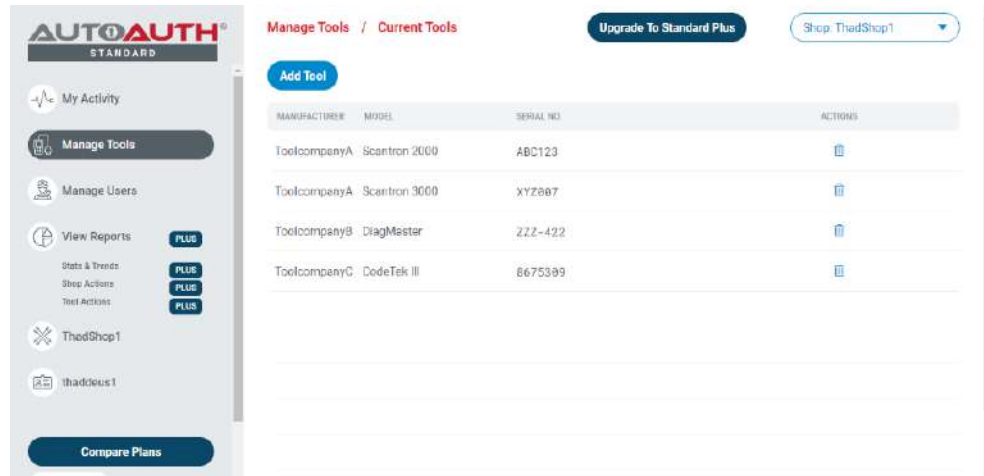 AUTOAUTH®
STANDARD
My Activity
Manage Tools
Manage Users
View Reports PLUS
Stats & Trends PLUS
Shop Actions PLUS
Tool Actions PLUS
ThadShop1
thaddeus1
Compare Plans
Manage Tools / Current Tools
Upgrade To Standard Plus
Shop: ThadShop1
Add Tool
MANUFACTURER MODEL SERIAL NO. ACTIONS
ToolcompanyA Scantron 2000 ABC123
ToolcompanyA Scantron 3000 XYZ007
ToolcompanyB DiagMaster ZZZ-422
ToolcompanyC CodeTek III 8675309